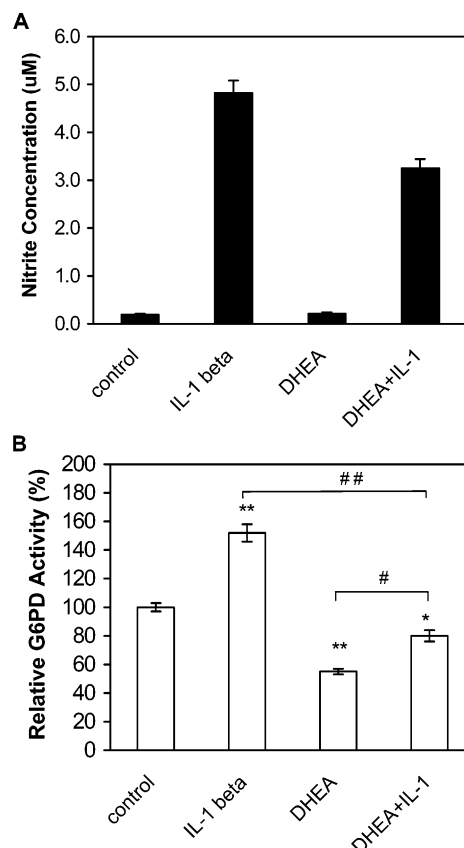 A
Nitrite Concentration (uM)
6.0
5.0
4.0
3.0
2.0
1.0
0.0
control
IL-1 beta
DHEA
DHEA+IL-1
B
Relative G6PD Activity (%)
200
180
160
140
120
100
80
60
40
20
0
##
**
#
**
*
control
IL-1 beta
DHEA
DHEA+IL-1